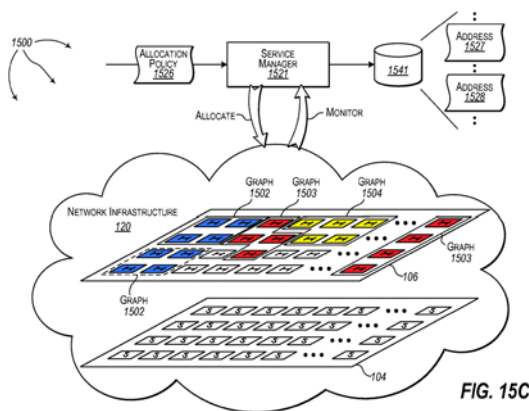 1500
ALLOCATION
POLICY
1526
SERVICE
MANAGER
1521
1541
ADDRESS
1527
ADDRESS
1528
ALLOCATE
MONITOR
GRAPH
1502
GRAPH
1503
GRAPH
1504
NETWORK INFRASTRUCTURE
120
GRAPH
1503
106
GRAPH
1502
S S S S S S S S
S S S S S S S S
S S S S S S S S
S S S S S S S S
104
FIG. 15C